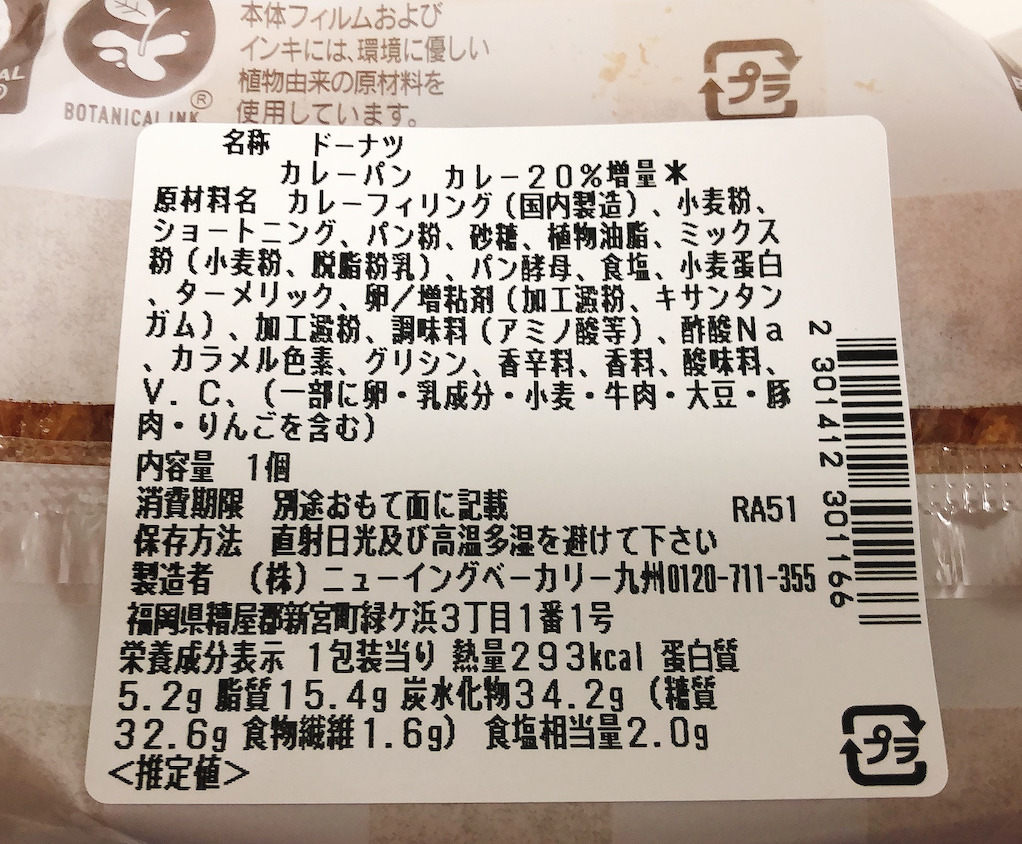 本体フィルムおよび
インキには、環境に優しい
植物由来の原材料を
使用しています。
BOTANICAL INK®
プラ
名称 ドーナツ
カレーパン カレー20%増量*
原材料名 カレーフィリング(国内製造)、小麦粉、
ショートニング、パン粉、砂糖、植物油脂、ミックス
粉(小麦粉、脱脂粉乳)、パン酵母、食塩、小麦蛋白
、ターメリック、卵/増粘剤(加工澱粉、キサンタン
ガム)、加工澱粉、調味料(アミノ酸等)、酢酸Na
、カラメル色素、グリシン、香辛料、香料、酸味料、
V.C、(一部に卵・乳成分・小麦・牛肉・大豆・豚
肉・りんごを含む)
内容量 1個
消費期限 別途おもて面に記載 RA51
保存方法 直射日光及び高温多湿を避けて下さい
製造者 (株)ニューイングベーカリー九州0120-711-355
福岡県糟屋郡新宮町緑ケ浜3丁目1番1号
栄養成分表示 1包装当り 熱量293kcal 蛋白質
5.2g 脂質15.4g 炭水化物34.2g(糖質
32.6g 食物繊維1.6g) 食塩相当量2.0g
<推定値>
2 301412 301166
プラ